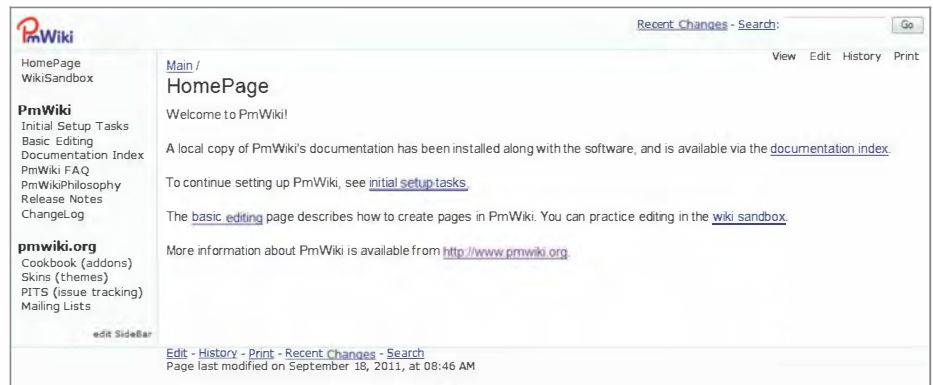 PmWiki
Recent Changes - Search: Go
View Edit History Print
HomePage
WikiSandbox
PmWiki
Initial Setup Tasks
Basic Editing
Documentation Index
PmWiki FAQ
PmWikiPhilosophy
Release Notes
ChangeLog
pmwiki.org
Cookbook (addons)
Skins (themes)
PITS (issue tracking)
Mailing Lists
edit SideBar
Main /
HomePage
Welcome to PmWiki!
A local copy of PmWiki's documentation has been installed along with the software, and is available via the documentation index.
To continue setting up PmWiki, see initial setup tasks.
The basic editing page describes how to create pages in PmWiki. You can practice editing in the wiki sandbox.
More information about PmWiki is available from http://www.pmwiki.org.
Edit - History - Print - Recent Changes - Search
Page last modified on September 18, 2011, at 08:46 AM